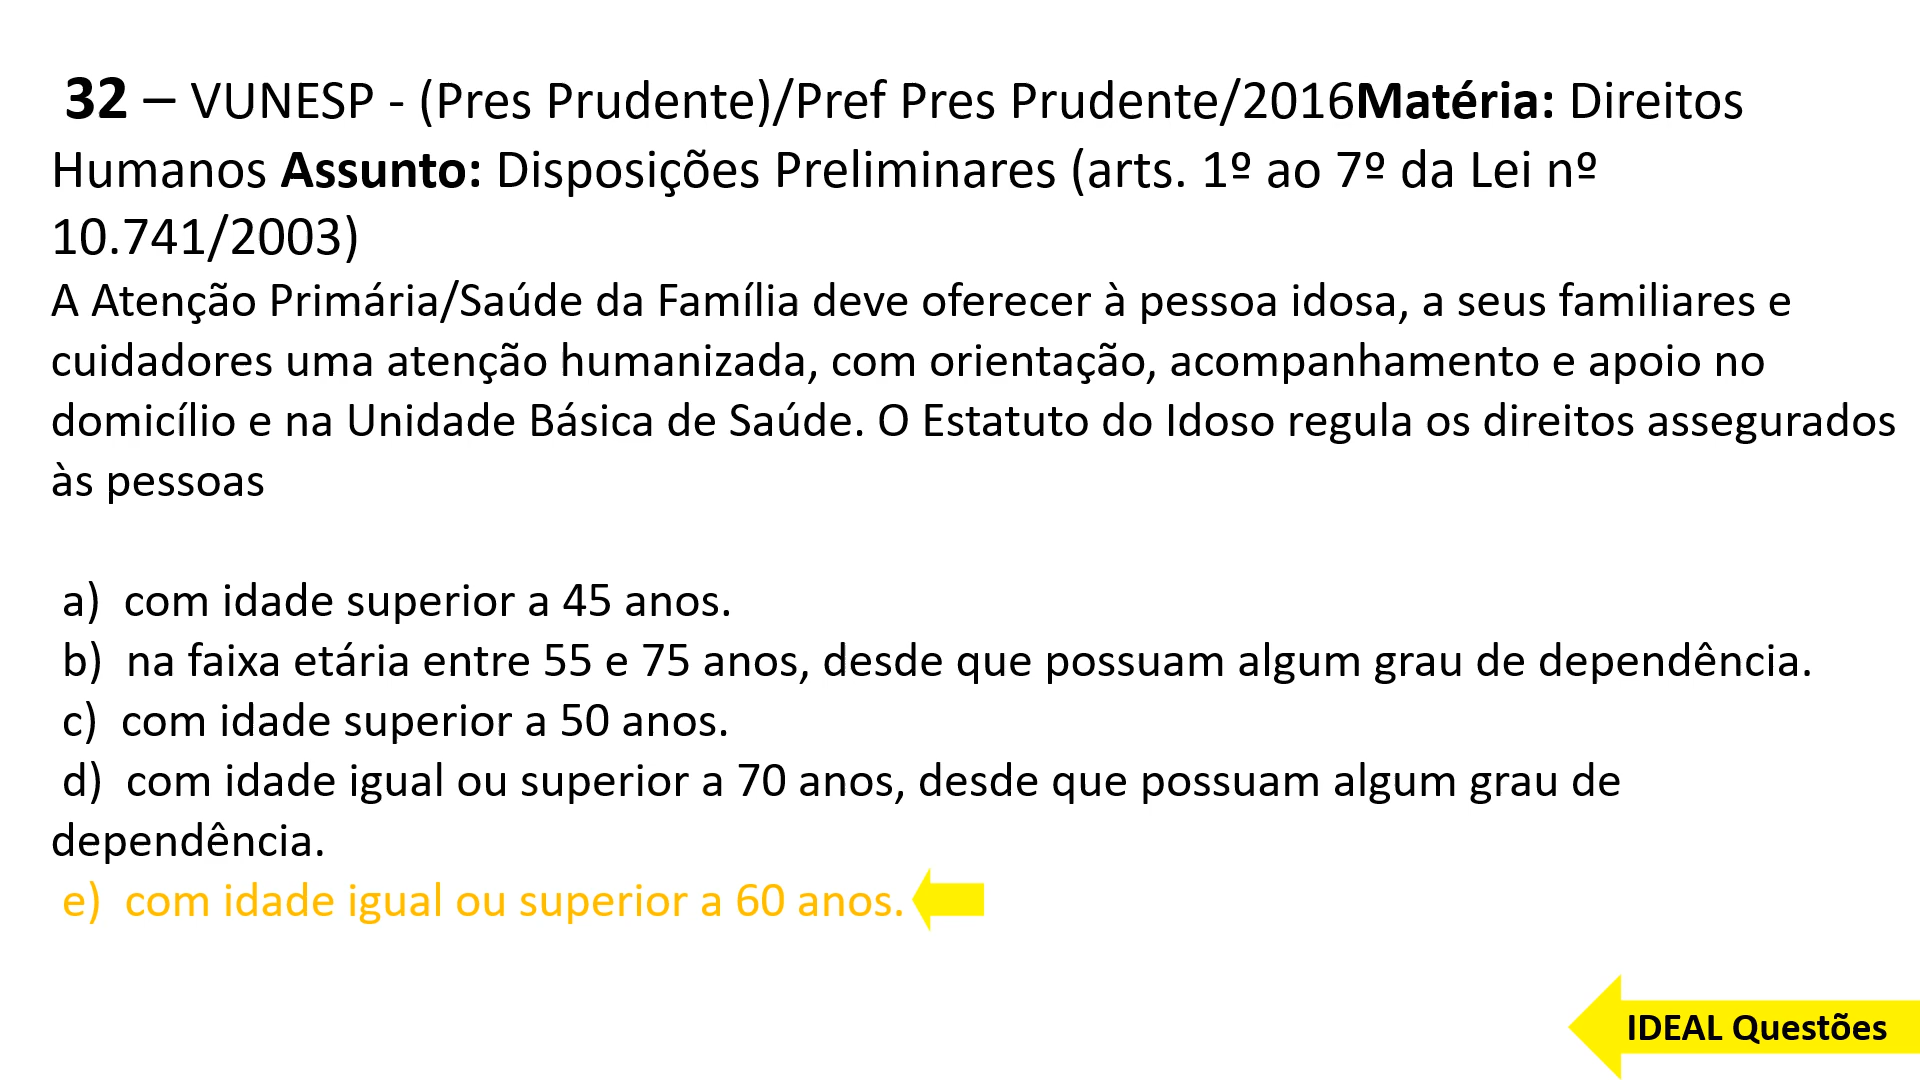 32 – VUNESP - (Pres Prudente)/Pref Pres Prudente/2016Matéria: Direitos
Humanos Assunto: Disposições Preliminares (arts. 1º ao 7º da Lei nº
10.741/2003)
A Atenção Primária/Saúde da Família deve oferecer à pessoa idosa, a seus familiares e
cuidadores uma atenção humanizada, com orientação, acompanhamento e apoio no
domicílio e na Unidade Básica de Saúde. O Estatuto do Idoso regula os direitos assegurados
às pessoas
a) com idade superior a 45 anos.
b) na faixa etária entre 55 e 75 anos, desde que possuam algum grau de dependência.
c) com idade superior a 50 anos.
d) com idade igual ou superior a 70 anos, desde que possuam algum grau de
dependência.
e) com idade igual ou superior a 60 anos.
IDEAL Questões